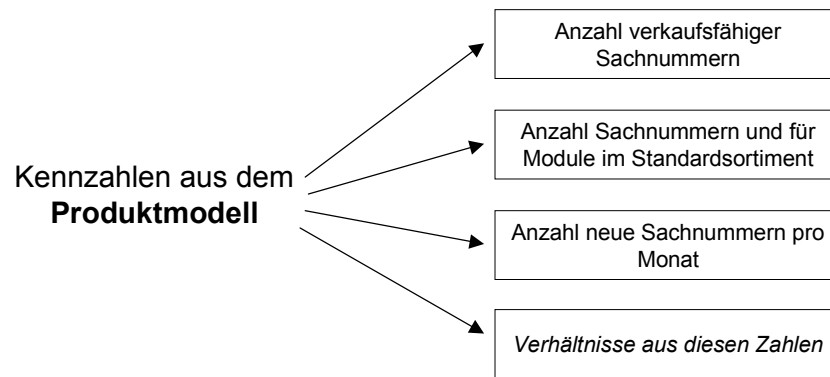 Kennzahlen aus dem
Produktmodell
Anzahl verkaufsfähiger
Sachnummern
Anzahl Sachnummern und für
Module im Standardsortiment
Anzahl neue Sachnummern pro
Monat
Verhältnisse aus diesen Zahlen